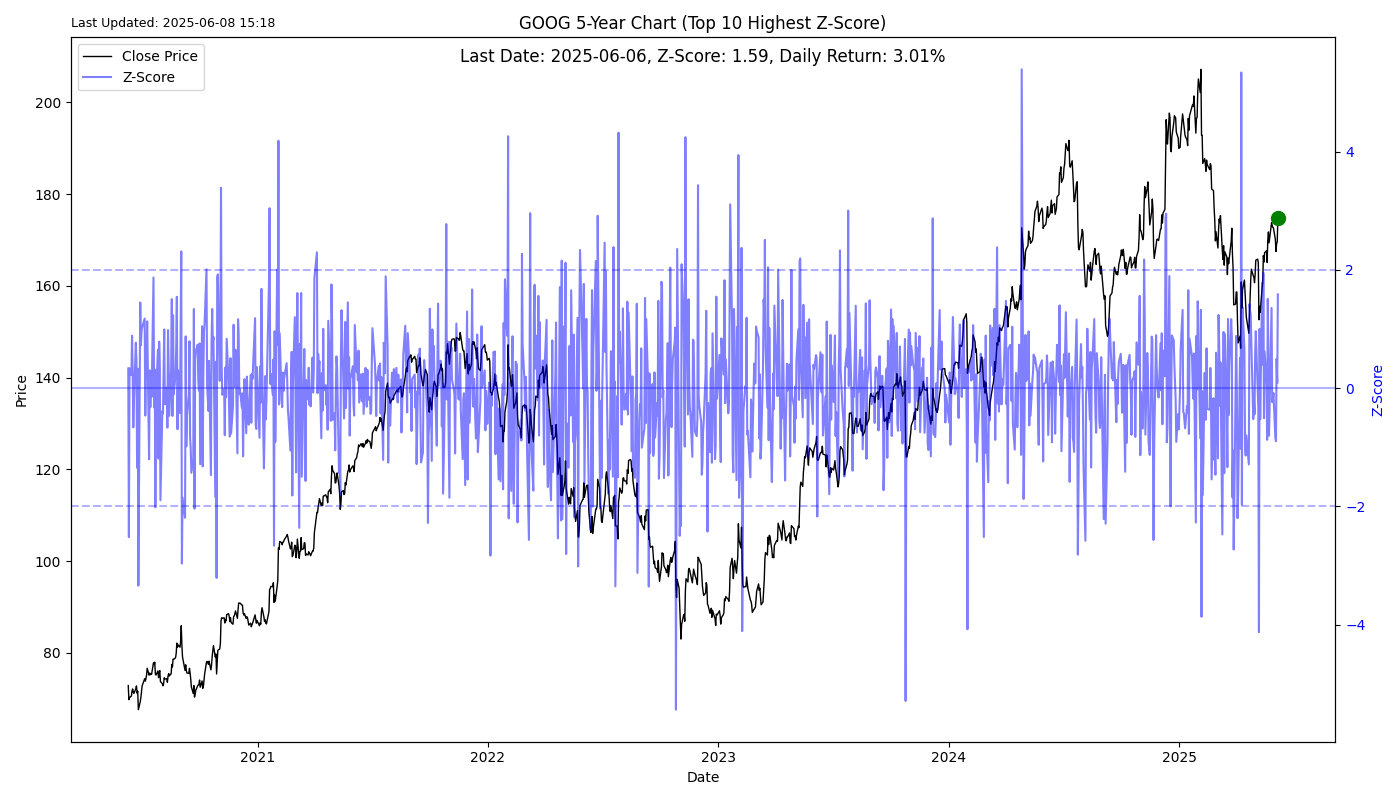 Last Updated: 2025-06-08 15:18
GOOG 5-Year Chart (Top 10 Highest Z-Score)
Last Date: 2025-06-06, Z-Score: 1.59, Daily Return: 3.01%
Close Price
Z-Score
200
180
160
140
120
100
80
Price
4
2
0
−2
−4
Z-Score
2021
2022
2023
2024
2025
Date